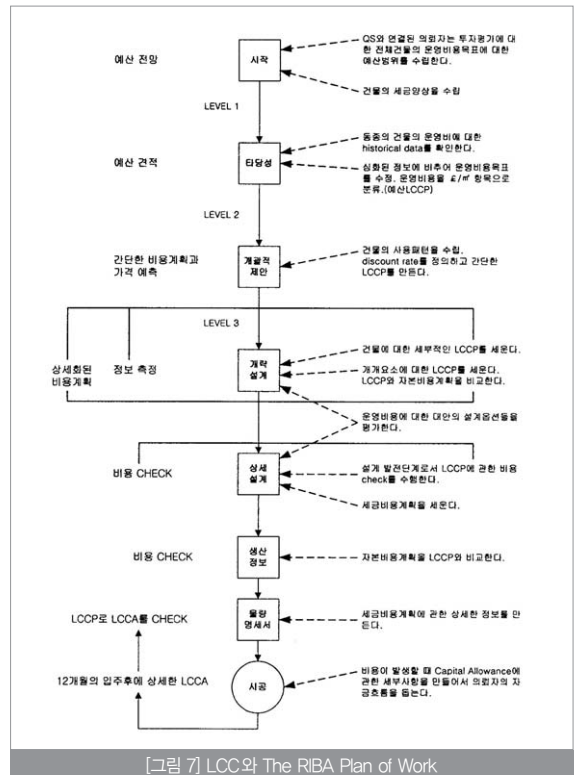 예산 전망
시작
QS와 연결된 의뢰자는 투자평가에 대
한 전체건물의 운영비용목표에 대한
예산범위를 수립한다.
건물의 세금양상을 수립
LEVEL 1
예산 견적
타당성
동종의 건물의 운영비에 대한
historical data를 확인한다.
심화된 정보에 비추어 운영비용목표
를 수정. 운영비용을 £/㎡ 항목으로
분류.(예산LCCP)
LEVEL 2
간단한 비용계획과
가격 예측
개괄적
제안
건물의 사용패턴을 수립,
discount rate를 정의하고 간단한
LCCP를 만든다.
LEVEL 3
상세화된
비용계획
정보 측정
개략
설계
건물에 대한 세부적인 LCCP를 세운다.
개개요소에 대한 LCCP를 세운다.
LCCP와 자본비용계획을 비교한다.
운영비용에 대한 대안의 설계옵션들을
평가한다.
비용 CHECK
상세
설계
설계 발전단계로서 LCCP에 관한 비용
check를 수행한다.
세금비용계획을 세운다.
비용 CHECK
생산
정보
자본비용계획을 LCCP와 비교한다.
LCCP로 LCCA를 CHECK
물량
명세서
세금비용계획에 관한 상세한 정보를 만
든다.
12개월의 입주후에 상세한 LCCA
시공
비용이 발생할 때 Capital Allowance에
관한 세부사항을 만들어서 의뢰자의 자
금흐름을 돕는다.
[그림 7] LCC와 The RIBA Plan of Work